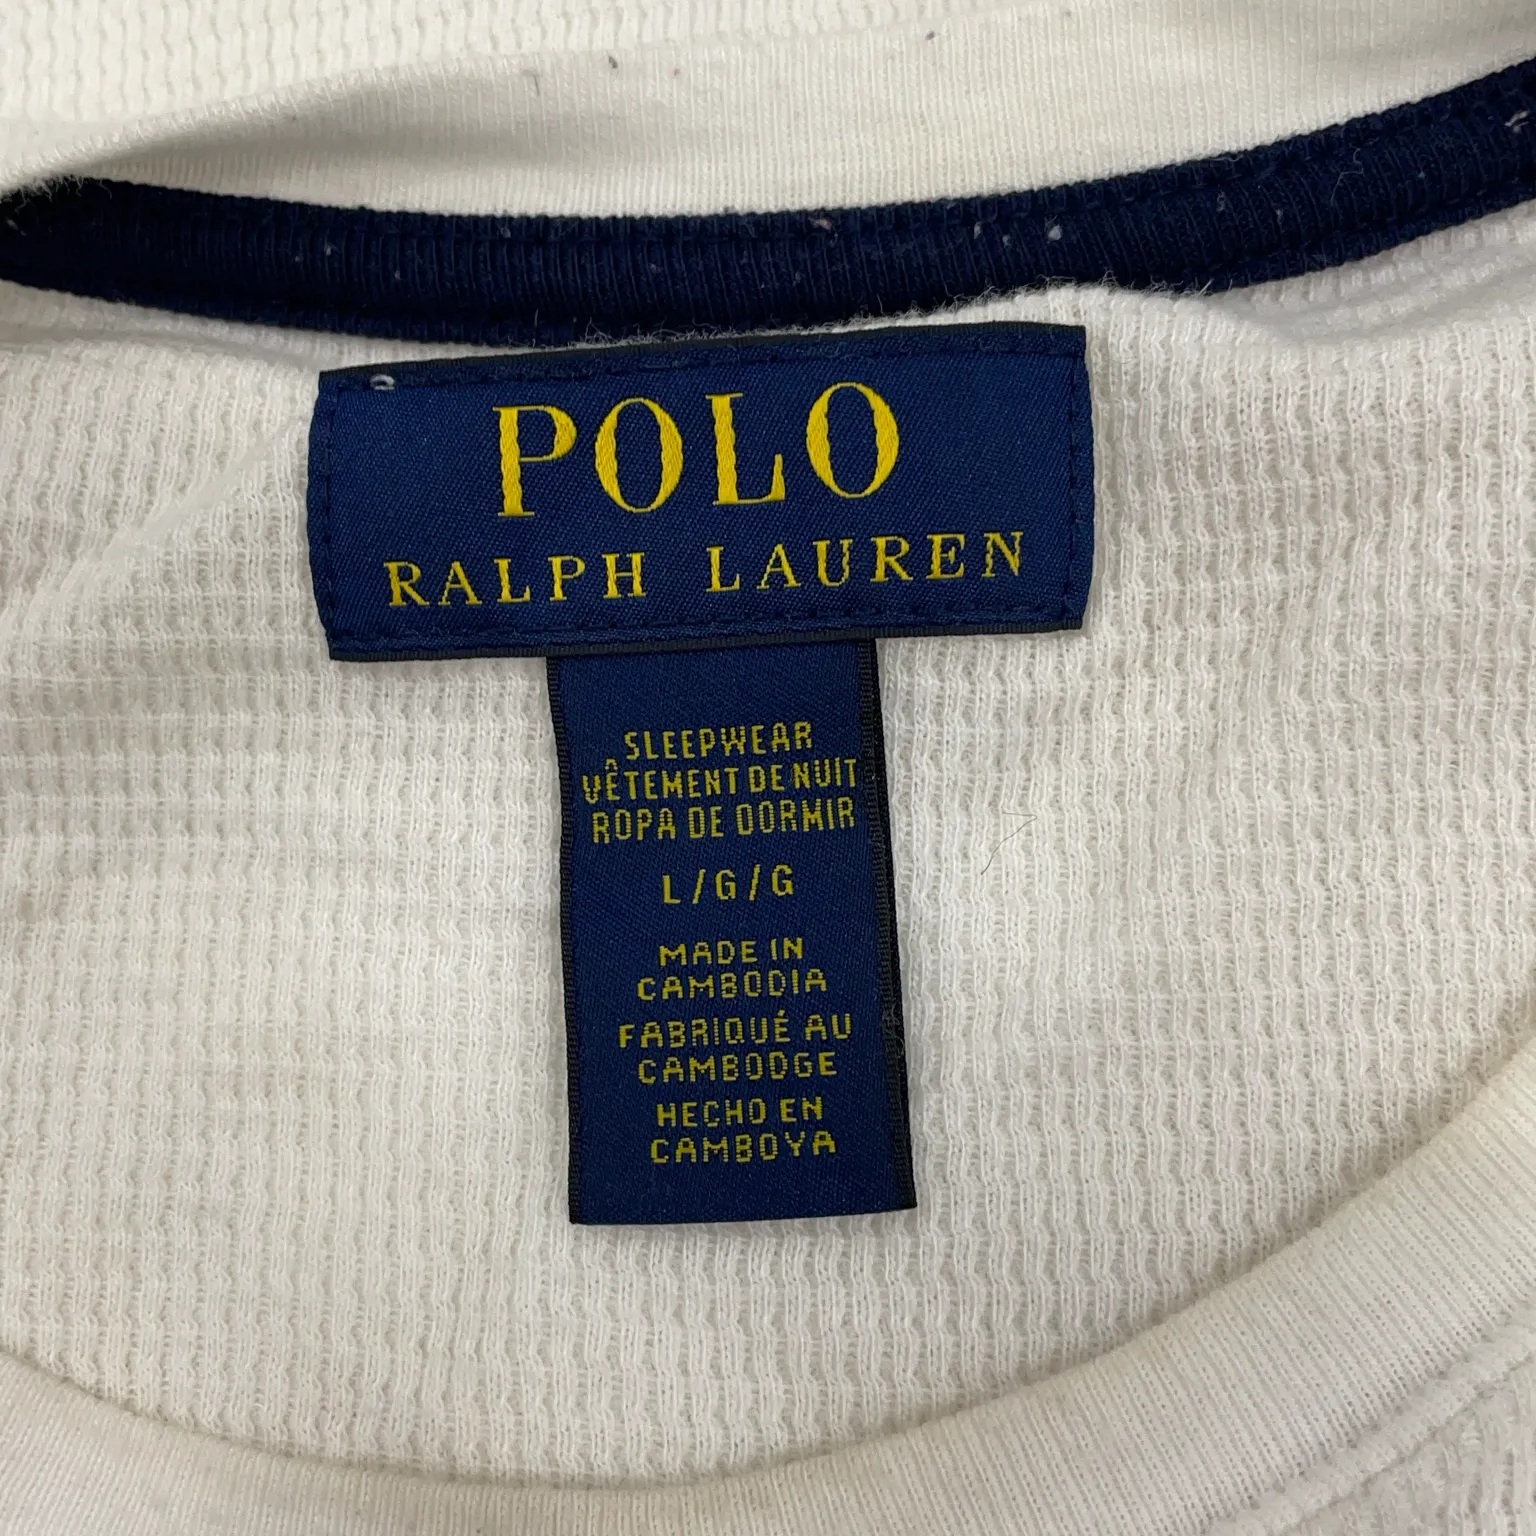 POLO
RALPH LAUREN
SLEEPWEAR
VÊTEMENT DE NUIT
ROPA DE DORMIR
L/G/G
MADE IN
CAMBODIA
FABRIQUÉ AU
CAMBODGE
HECHO EN
CAMBOYA